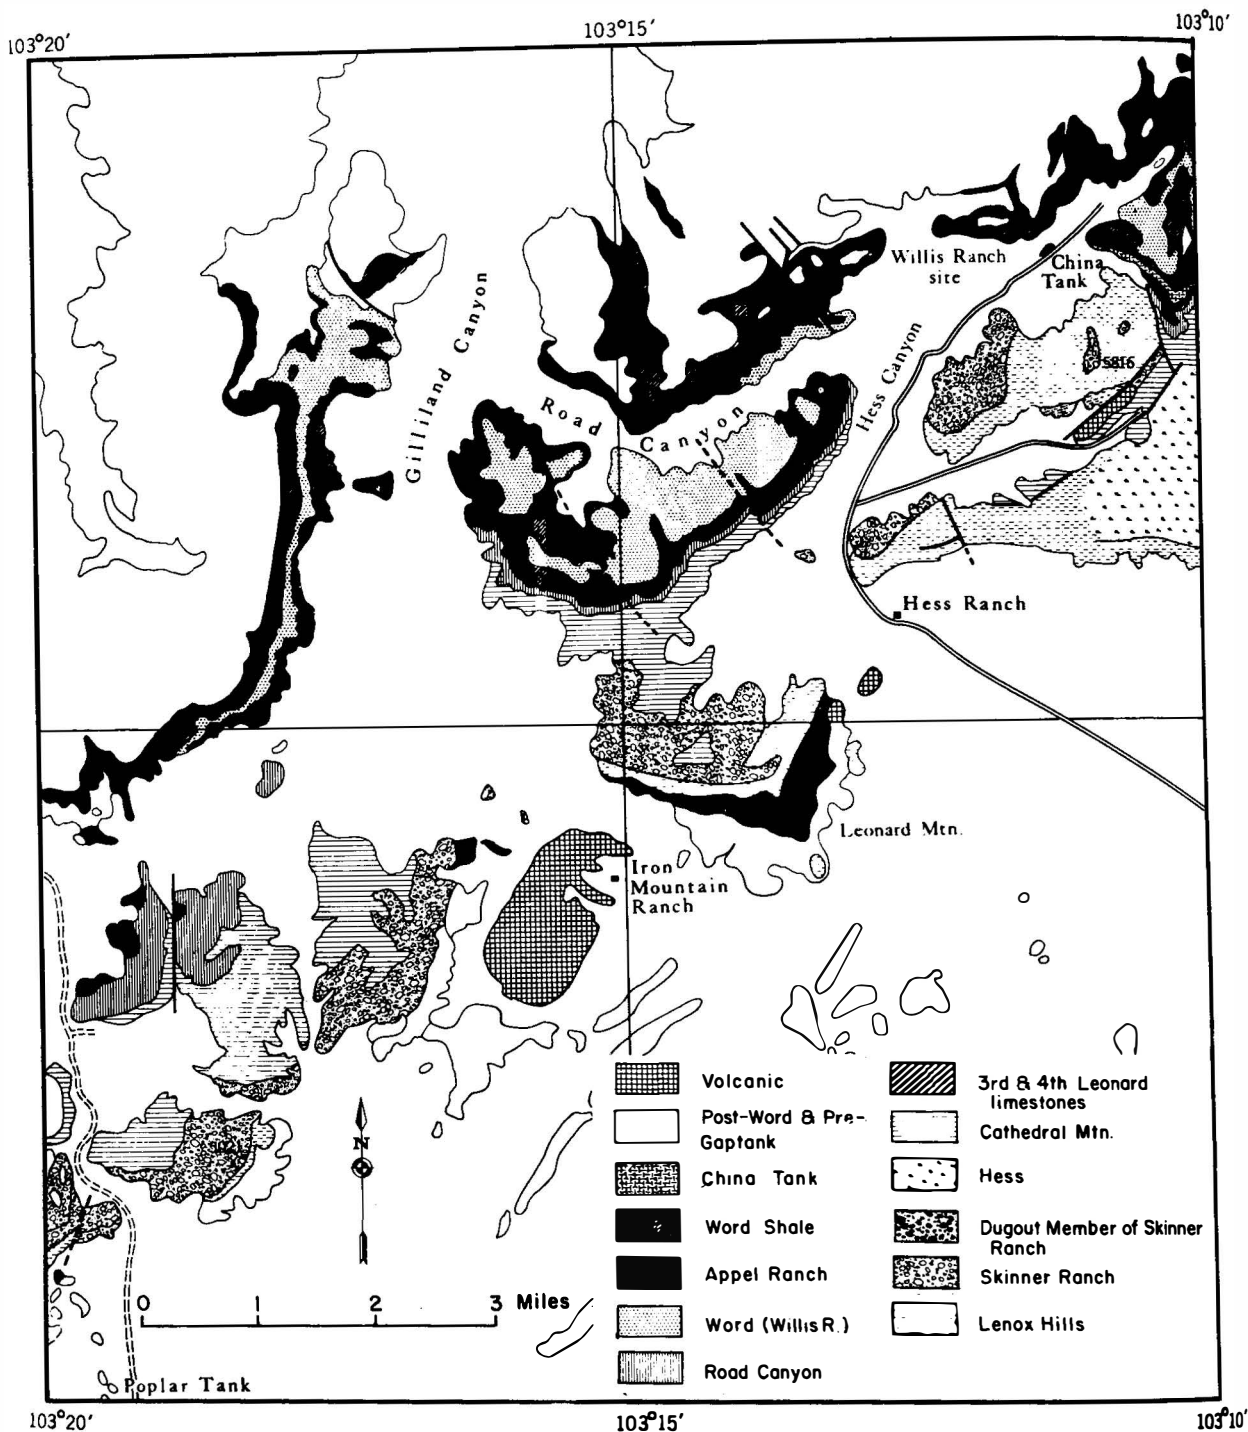 103°20′
103°15′
103°10′
Willis Ranch
site
China
Tank
Gilliland Canyon
Hess Canyon
5816
Road Canyon
Hess Ranch
Leonard Mtn.
Iron
Mountain
Ranch
N
0 1 2 3 Miles
Poplar Tank
Volcanic
Post-Word & Pre-
Gaptank
China Tank
Word Shale
Appel Ranch
Word (Willis R.)
Road Canyon
3rd & 4th Leonard
limestones
Cathedral Mtn.
Hess
Dugout Member of Skinner
Ranch
Skinner Ranch
Lenox Hills
103°20′
103°15′
103°10′